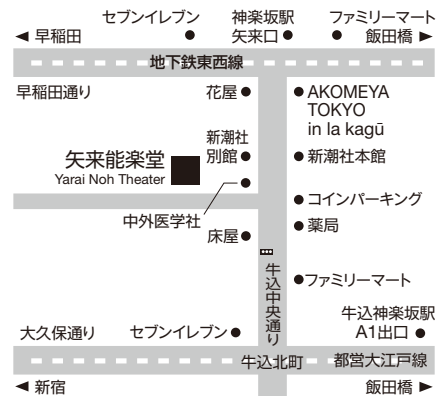 セブンイレブン
神楽坂駅
矢来口
ファミリーマート
◀ 早稲田
飯田橋 ▶
地下鉄東西線
早稲田通り
花屋
AKOMEYA
TOKYO
in la kagū
新潮社
別館
新潮社本館
矢来能楽堂
Yarai Noh Theater
コインパーキング
中外医学社
薬局
床屋
牛込中央通り
ファミリーマート
牛込神楽坂駅
A1出口
大久保通り
セブンイレブン
牛込北町
都営大江戸線
◀ 新宿
飯田橋 ▶